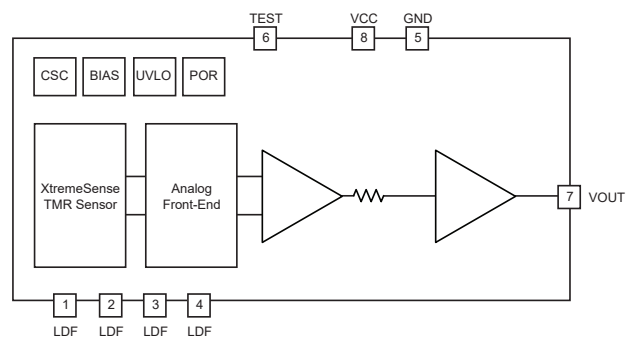 TEST VCC GND
6 8 5
CSC BIAS UVLO POR
XtremeSense
TMR Sensor
Analog
Front-End
7 VOUT
1 2 3 4
LDF LDF LDF LDF